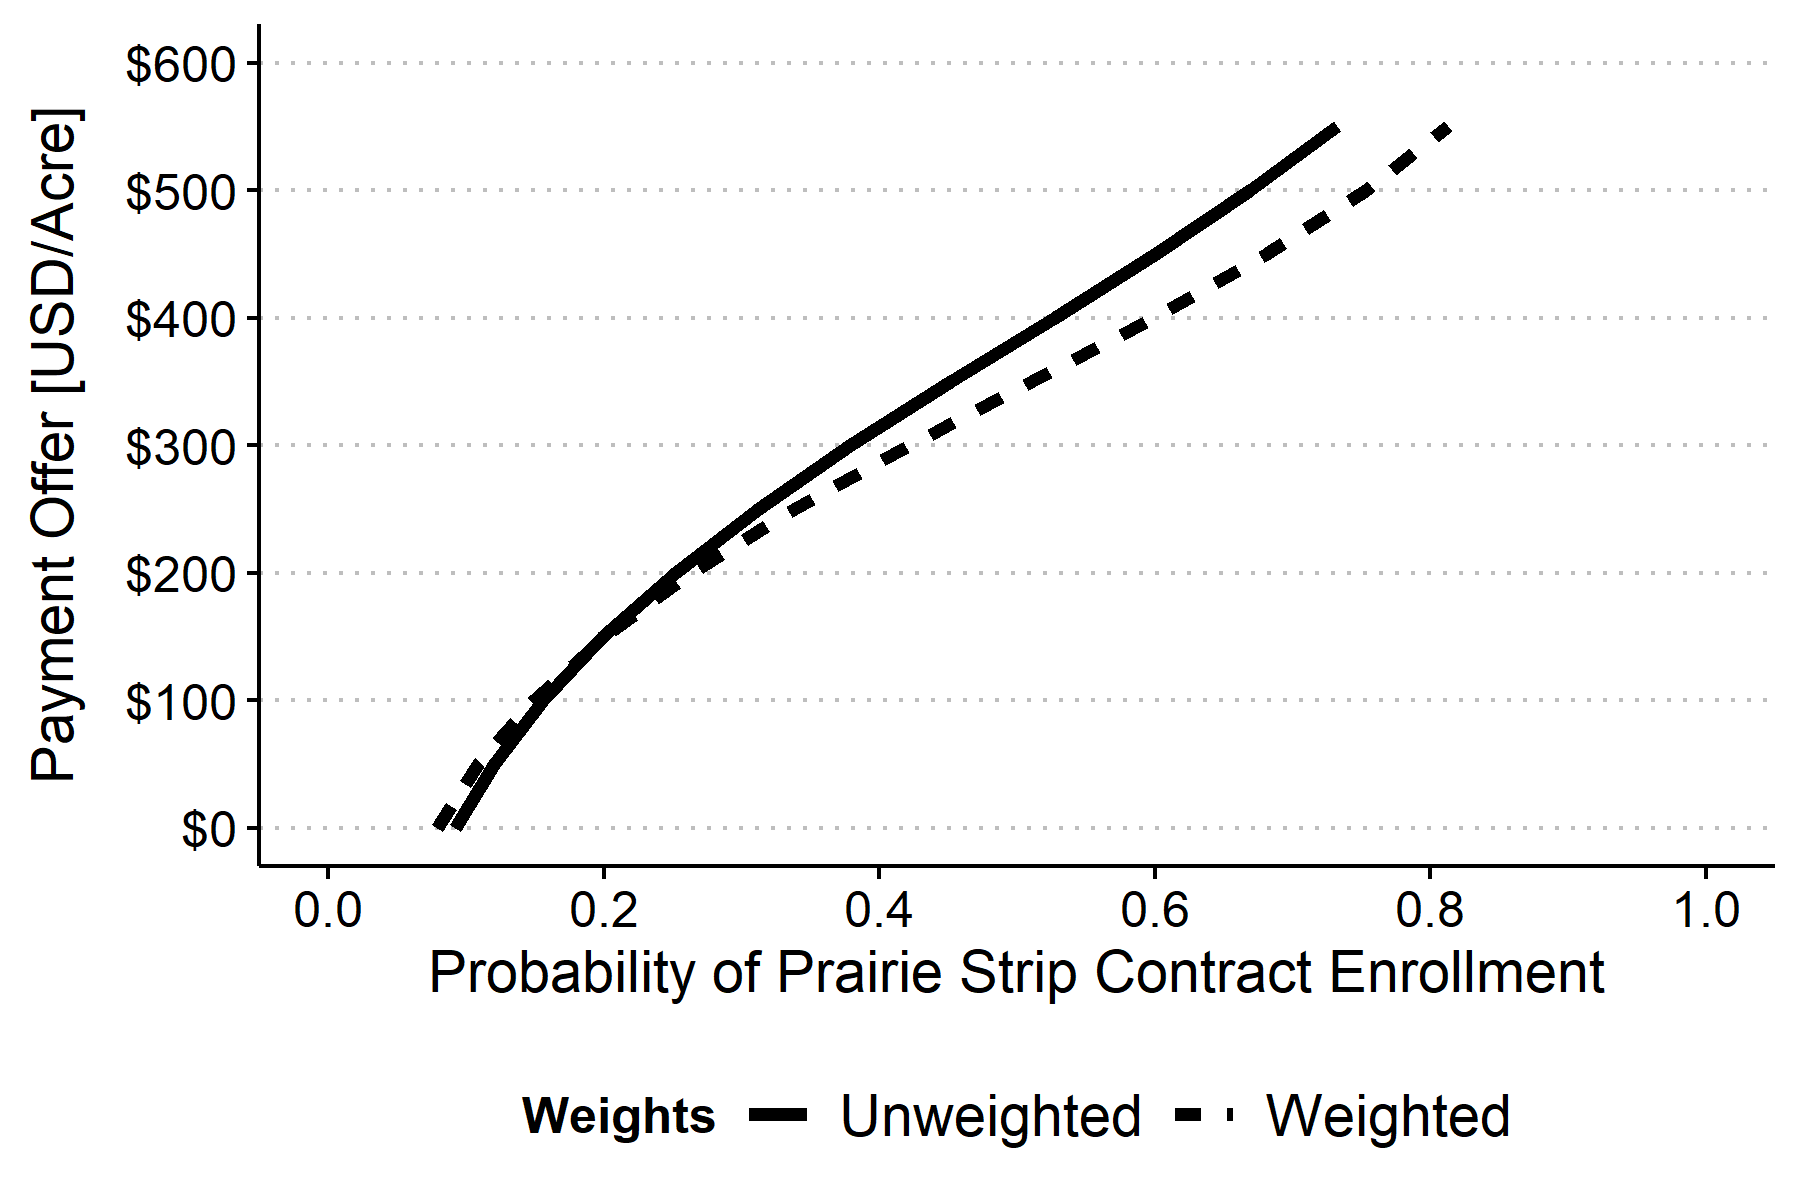 Payment Offer [USD/Acre]
$600
$500
$400
$300
$200
$100
$0
0.0 0.2 0.4 0.6 0.8 1.0
Probability of Prairie Strip Contract Enrollment
Weights Unweighted Weighted